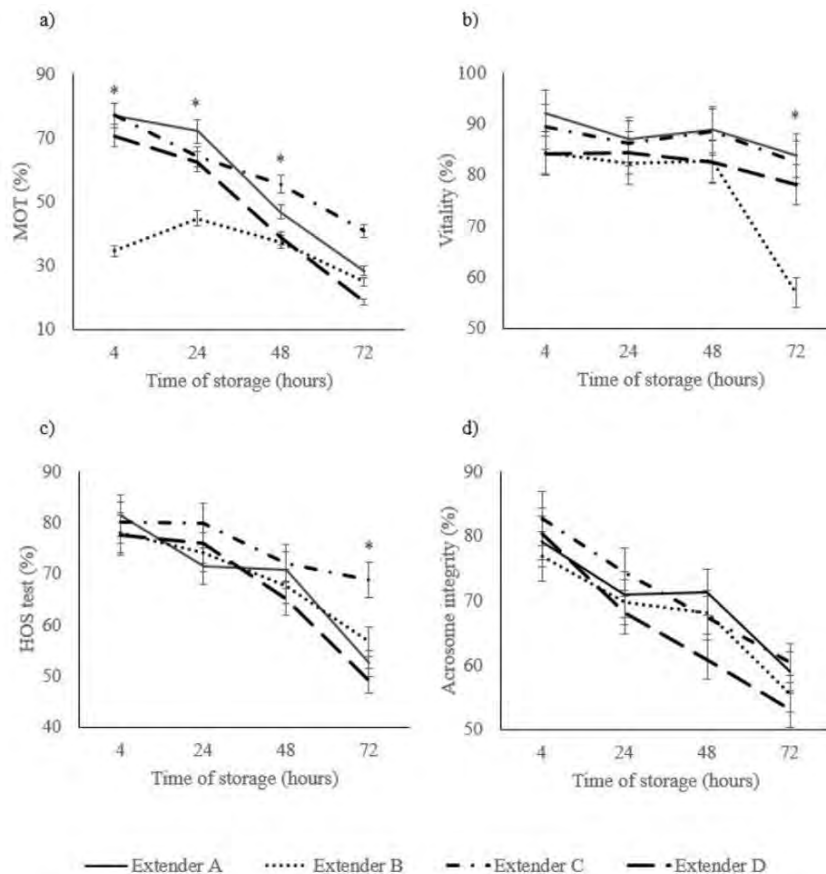 a)
*
*
*
90
70
50
30
10
MOT (%)
4 24 48 72
Time of storage (hours)
b)
*
100
90
80
70
60
50
Vitality (%)
4 24 48 72
Time of storage (hours)
c)
*
90
80
70
60
50
40
HOS test (%)
4 24 48 72
Time of storage (hours)
d)
90
80
70
60
50
Acrosome integrity (%)
4 24 48 72
Time of storage (hours)
Extender A Extender B Extender C Extender D